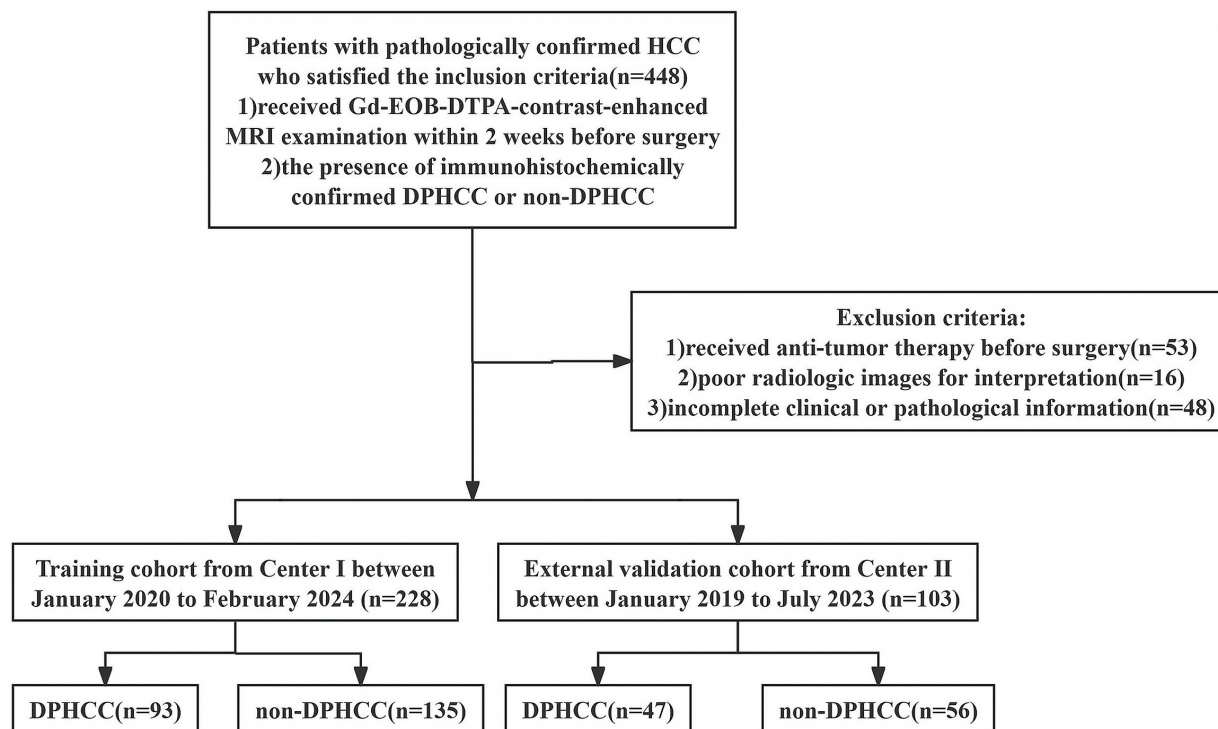 Patients with pathologically confirmed HCC
who satisfied the inclusion criteria(n=448)
1)received Gd-EOB-DTPA-contrast-enhanced
MRI examination within 2 weeks before surgery
2)the presence of immunohistochemically
confirmed DPHCC or non-DPHCC
Exclusion criteria:
1)received anti-tumor therapy before surgery(n=53)
2)poor radiologic images for interpretation(n=16)
3)incomplete clinical or pathological information(n=48)
Training cohort from Center I between
January 2020 to February 2024 (n=228)
External validation cohort from Center II
between January 2019 to July 2023 (n=103)
DPHCC(n=93)
non-DPHCC(n=135)
DPHCC(n=47)
non-DPHCC(n=56)